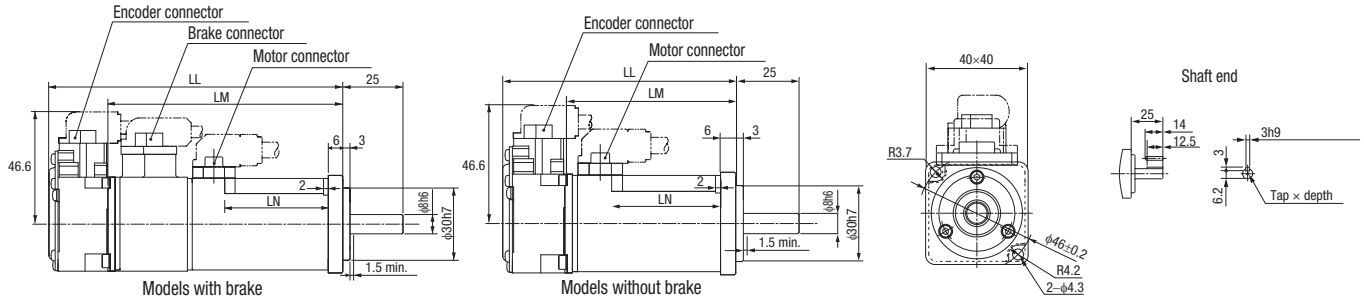 Encoder connector
Brake connector
Motor connector
LL
25
LM
6
3
46.6
2
LN
φ8h6
φ30h7
1.5 min.
Models with brake
Encoder connector
Motor connector
LL
25
LM
6
3
46.6
2
LN
φ8h6
φ30h7
1.5 min.
Models without brake
40×40
R3.7
φ46±0.2
R4.2
2−φ4.3
Shaft end
25
14
12.5
3h9
3
6.2
Tap × depth